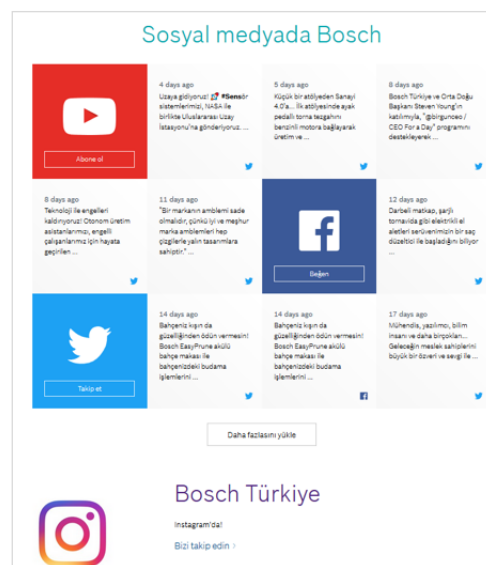 Sosyal medyada Bosch
Abone ol
4 days ago
Uzaya gidiyoruz! 🚀 #Sensör
sistemlerimizi, NASA ile
birlikte Uluslararası Uzay
İstasyonu'na gönderiyoruz. ...
5 days ago
Küçük bir atölyeden Sanayi
4.0'a... İlk atölyesinde ayak
pedallı torna tezgahını
benzinli motora bağlayarak
üretim ve ...
8 days ago
Bosch Türkiye ve Orta Doğu
Başkanı Steven Young'ın
katılımıyla, "@birgunceo /
CEO For a Day" programını
destekleyerek ...
8 days ago
Teknoloji ile engelleri
kaldırıyoruz! Otonom üretim
asistanlarımızı, engelli
çalışanlarımız için hayata
geçirilen ...
11 days ago
"Bir markanın amblemi sade
olmalıdır, çünkü iyi ve meşhur
marka amblemleri hep
çizgilerle yalın tasarımlara
sahiptir." ...
Beğen
12 days ago
Darbeli matkap, şarjlı
tornavida gibi elektrikli el
aletleri serüvenimizin bir saç
düzeltici ile başladığını biliyor
...
Takip et
14 days ago
Bahçeniz kışın da
güzelliğinden ödün vermesin!
Bosch EasyPrune akülü
bahçe makası ile
bahçenizdeki budama
işlemlerini ...
14 days ago
Bahçeniz kışın da
güzelliğinden ödün vermesin!
Bosch EasyPrune akülü
bahçe makası ile
bahçenizdeki budama
işlemlerini ...
17 days ago
Mühendis, yazılımcı, bilim
insanı ve daha birçokları...
Geleceğin meslek sahiplerini
büyük bir özveri ve sevgi ile ...
Daha fazlasını yükle
Bosch Türkiye
Instagram'da!
Bizi takip edin